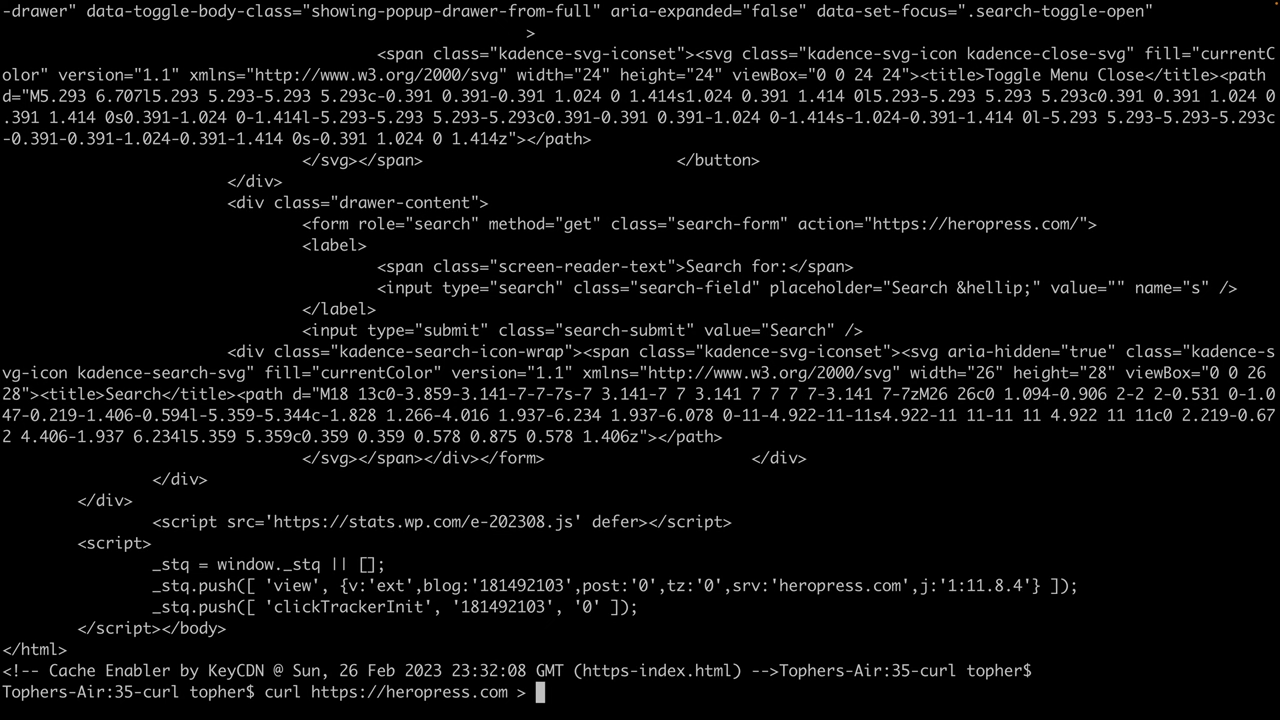 -drawer" data-toggle-body-class="showing-popup-drawer-from-full" aria-expanded="false" data-set-focus=".search-toggle-open"
>
<span class="kadence-svg-iconset"><svg class="kadence-svg-icon kadence-close-svg" fill="currentC
olor" version="1.1" xmlns="http://www.w3.org/2000/svg" width="24" height="24" viewBox="0 0 24 24"><title>Toggle Menu Close</title><path
d="M5.293 6.707l5.293 5.293-5.293 5.293c-0.391 0.391-0.391 1.024 0 1.414s1.024 0.391 1.414 0l5.293-5.293 5.293 5.293c0.391 0.391 1.024 0
.391 1.414 0s0.391-1.024 0-1.414l-5.293-5.293 5.293-5.293c0.391-0.391 0.391-1.024 0-1.414s-1.024-0.391-1.414 0l-5.293 5.293-5.293-5.293c
-0.391-0.391-1.024-0.391-1.414 0s-0.391 1.024 0 1.414z"></path>
</svg></span> </button>
</div>
<div class="drawer-content">
<form role="search" method="get" class="search-form" action="https://heropress.com/">
<label>
<span class="screen-reader-text">Search for:</span>
<input type="search" class="search-field" placeholder="Search &hellip;" value="" name="s" />
</label>
<input type="submit" class="search-submit" value="Search" />
<div class="kadence-search-icon-wrap"><span class="kadence-svg-iconset"><svg aria-hidden="true" class="kadence-s
vg-icon kadence-search-svg" fill="currentColor" version="1.1" xmlns="http://www.w3.org/2000/svg" width="26" height="28" viewBox="0 0 26
28"><title>Search</title><path d="M18 13c0-3.859-3.141-7-7-7s-7 3.141-7 7 3.141 7 7 7 7-3.141 7-7zM26 26c0 1.094-0.906 2-2 2-0.531 0-1.0
47-0.219-1.406-0.594l-5.359-5.344c-1.828 1.266-4.016 1.937-6.234 1.937-6.078 0-11-4.922-11-11s4.922-11 11-11 11 4.922 11 11c0 2.219-0.67
2 4.406-1.937 6.234l5.359 5.359c0.359 0.359 0.578 0.875 0.578 1.406z"></path>
</svg></span></div></form> </div>
</div>
</div>
<script src='https://stats.wp.com/e-202308.js' defer></script>
<script>
_stq = window._stq || [];
_stq.push([ 'view', {v:'ext',blog:'181492103',post:'0',tz:'0',srv:'heropress.com',j:'1:11.8.4'} ]);
_stq.push([ 'clickTrackerInit', '181492103', '0' ]);
</script></body>
</html>
<!-- Cache Enabler by KeyCDN @ Sun, 26 Feb 2023 23:32:08 GMT (https-index.html) -->Tophers-Air:35-curl topher$
Tophers-Air:35-curl topher$ curl https://heropress.com >